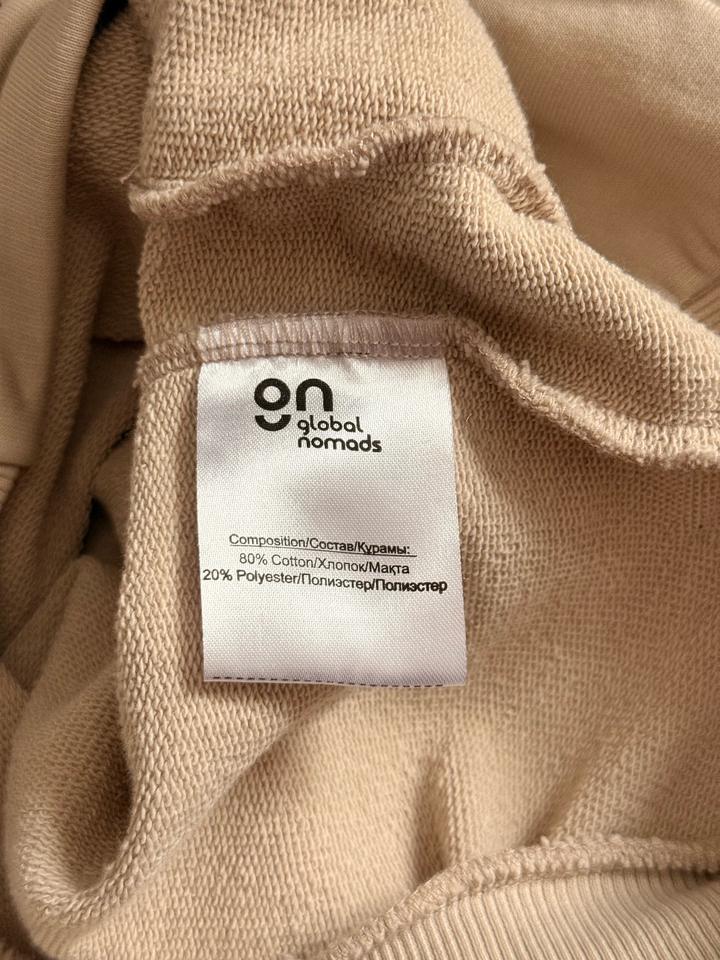 gn
global
nomads
Composition/Состав/Құрамы:
80% Cotton/Хлопок/Мақта
20% Polyester/Полиэстер/Полиэстер